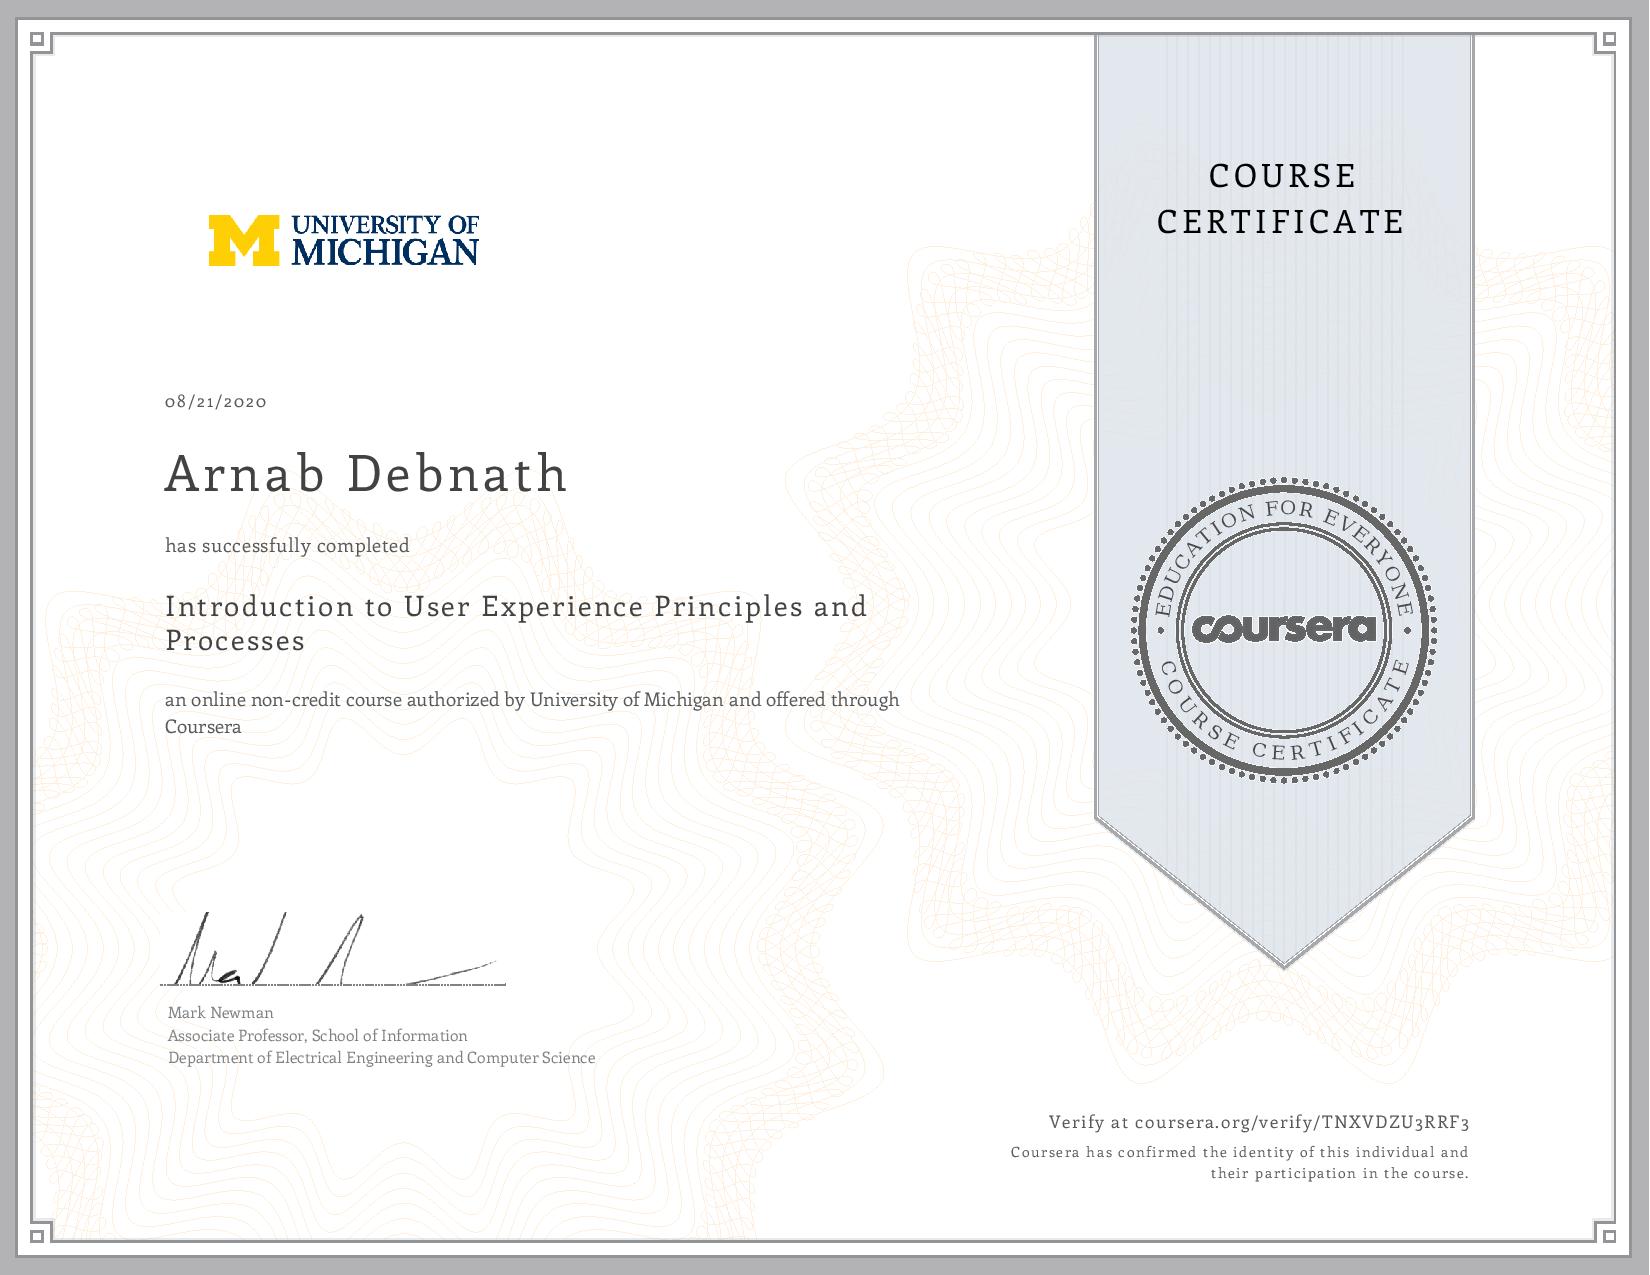 COURSE
CERTIFICATE
UNIVERSITY OF
MICHIGAN
08/21/2020
Arnab Debnath
has successfully completed
Introduction to User Experience Principles and
Processes
an online non-credit course authorized by University of Michigan and offered through
Coursera
EDUCATION FOR EVERYONE
coursera
COURSE CERTIFICATE
Mark Newman
Associate Professor, School of Information
Department of Electrical Engineering and Computer Science
Verify at coursera.org/verify/TNXVDZU3RRF3
Coursera has confirmed the identity of this individual and
their participation in the course.